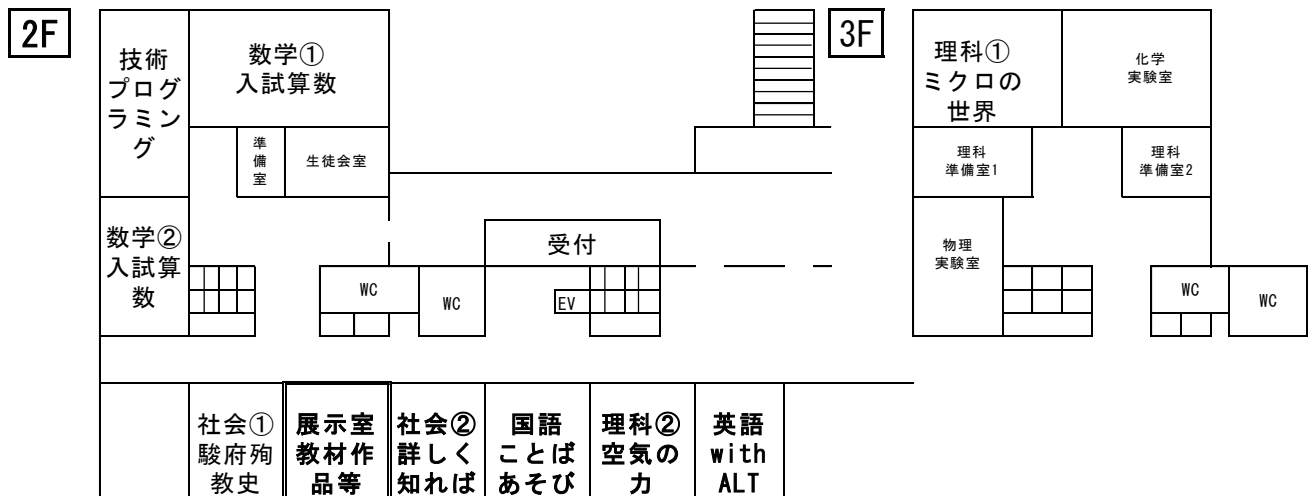 2F
技術
プログ
ラミン
グ
数学①
入試算数
準
備
室
生徒会室
数学②
入試算
数
受付
WC
WC
EV
社会①
駿府殉
教史
展示室
教材作
品等
社会②
詳しく
知れば
国語
ことば
あそび
理科②
空気の
力
英語
with
ALT
3F
理科①
ミクロの
世界
化学
実験室
理科
準備室1
理科
準備室2
物理
実験室
WC
WC